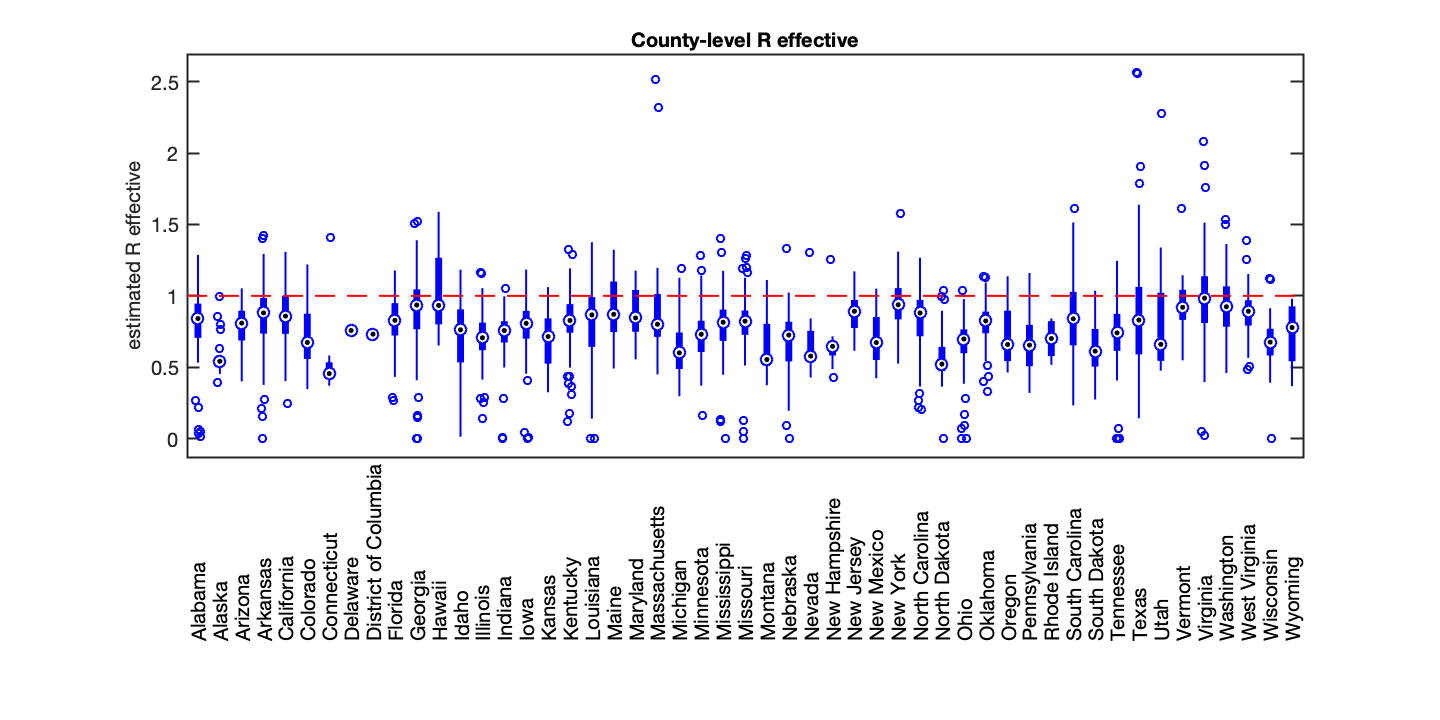 County-level R effective
estimated R effective
2.5
2
1.5
1
0.5
0
Alabama
Alaska
Arizona
Arkansas
California
Colorado
Connecticut
Delaware
District of Columbia
Florida
Georgia
Hawaii
Idaho
Illinois
Indiana
Iowa
Kansas
Kentucky
Louisiana
Maine
Maryland
Massachusetts
Michigan
Minnesota
Mississippi
Missouri
Montana
Nebraska
Nevada
New Hampshire
New Jersey
New Mexico
New York
North Carolina
North Dakota
Ohio
Oklahoma
Oregon
Pennsylvania
Rhode Island
South Carolina
South Dakota
Tennessee
Texas
Utah
Vermont
Virginia
Washington
West Virginia
Wisconsin
Wyoming